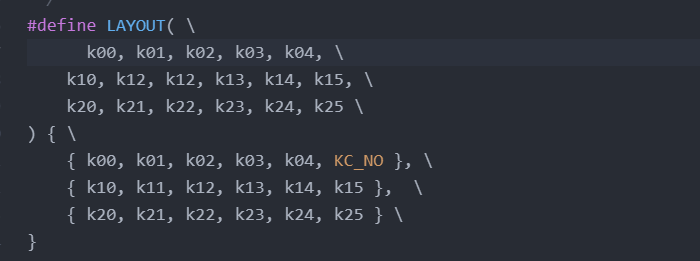 #define LAYOUT( \
k00, k01, k02, k03, k04, \
k10, k12, k12, k13, k14, k15, \
k20, k21, k22, k23, k24, k25 \
) { \
{ k00, k01, k02, k03, k04, KC_NO }, \
{ k10, k11, k12, k13, k14, k15 },  \
{ k20, k21, k22, k23, k24, k25 } \
}